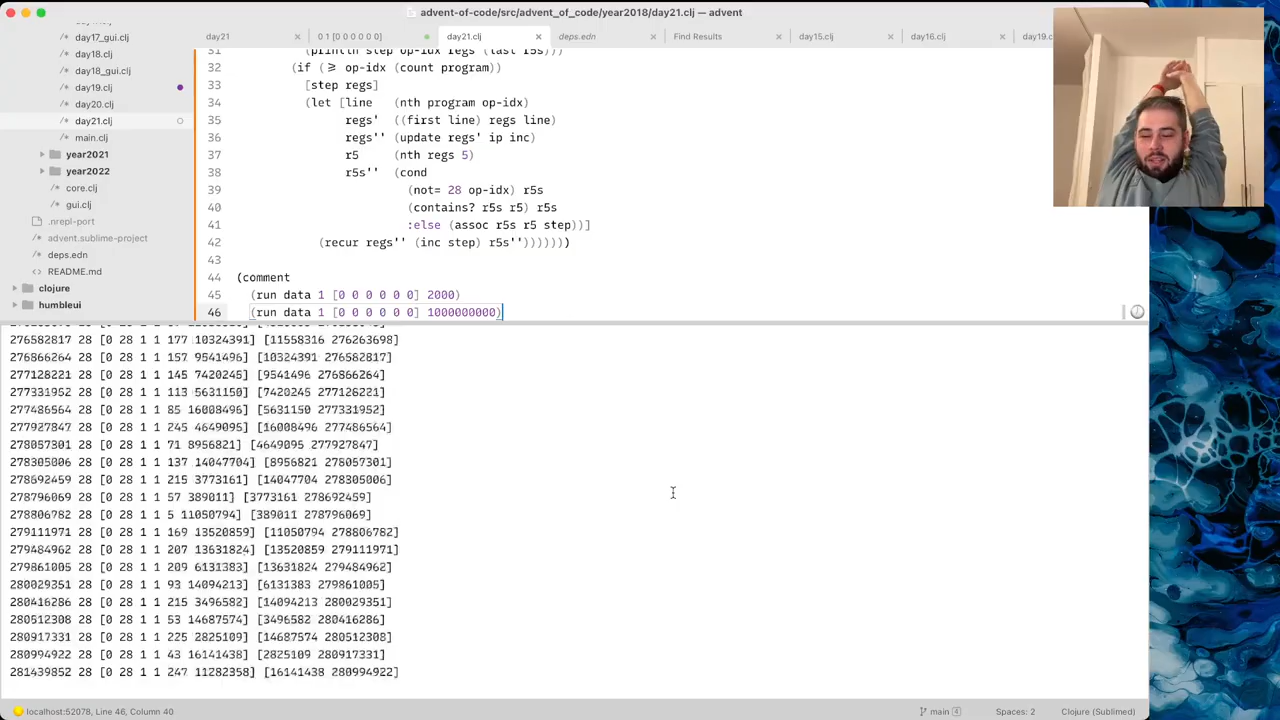 advent-of-code/src/advent_of_code/year2018/day21.clj — advent
day21 × 0 1 [0 0 0 0 0 0] day21.clj × deps.edn × Find Results × day15.clj × day16.clj × day19.c
/* day17_gui.clj
/* day18.clj
/* day18_gui.clj
/* day19.clj
/* day20.clj
/* day21.clj
/* main.clj
year2021
year2022
/* core.clj
/* gui.clj
.nrepl-port
advent.sublime-project
/* deps.edn
<> README.md
clojure
humbleui
31 (println step op-idx regs (last r5s)))
32 (if (>= op-idx (count program))
33 [step regs]
34 (let [line (nth program op-idx)
35 regs' ((first line) regs line)
36 regs'' (update regs' ip inc)
37 r5 (nth regs 5)
38 r5s'' (cond
39 (not= 28 op-idx) r5s
40 (contains? r5s r5) r5s
41 :else (assoc r5s r5 step))]
42 (recur regs'' (inc step) r5s'')))))))
43
44 (comment
45 (run data 1 [0 0 0 0 0 0] 2000)
46 (run data 1 [0 0 0 0 0 0] 1000000000)
276582817 28 [0 28 1 1 177 10324391] [11558316 276263698]
276866264 28 [0 28 1 1 157 9541496] [10324391 276582817]
277128221 28 [0 28 1 1 145 7420245] [9541496 276866264]
277331952 28 [0 28 1 1 113 5631150] [7420245 277128221]
277486564 28 [0 28 1 1 85 16008496] [5631150 277331952]
277927847 28 [0 28 1 1 245 4649095] [16008496 277486564]
278057301 28 [0 28 1 1 71 8956821] [4649095 277927847]
278305006 28 [0 28 1 1 137 14047704] [8956821 278057301]
278692459 28 [0 28 1 1 215 3773161] [14047704 278305006]
278796069 28 [0 28 1 1 57 389011] [3773161 278692459]
278806782 28 [0 28 1 1 5 11050794] [389011 278796069]
279111971 28 [0 28 1 1 169 13520859] [11050794 278806782]
279484962 28 [0 28 1 1 207 13631824] [13520859 279111971]
279861005 28 [0 28 1 1 209 6131383] [13631824 279484962]
280029351 28 [0 28 1 1 93 14094213] [6131383 279861005]
280416286 28 [0 28 1 1 215 3496582] [14094213 280029351]
280512308 28 [0 28 1 1 53 14687574] [3496582 280416286]
280917331 28 [0 28 1 1 225 2825109] [14687574 280512308]
280994922 28 [0 28 1 1 43 16141438] [2825109 280917331]
281439852 28 [0 28 1 1 247 11282358] [16141438 280994922]
localhost:52078, Line 46, Column 40 main 4 Spaces: 2 Clojure (Sublimed)